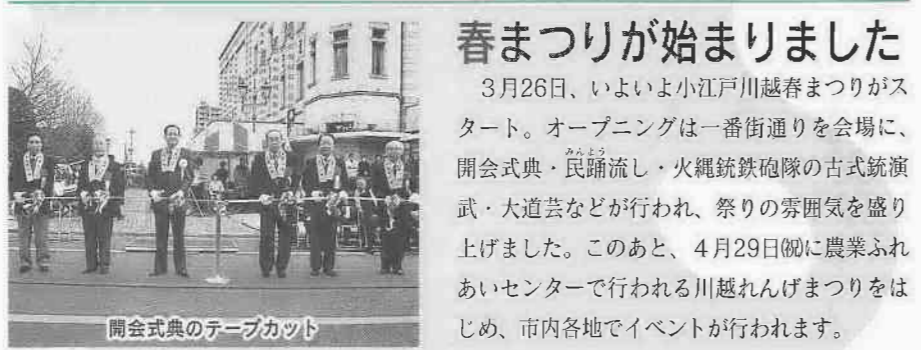 春まつりが始まりました
3月26日、いよいよ小江戸川越春まつりがス
タート。オープニングは一番街通りを会場に、
開会式典・民踊流し・火縄銃鉄砲隊の古式銃演
みんよう
武・大道芸などが行われ、祭りの雰囲気を盛り
上げました。このあと、4月29日㈷に農業ふれ
あいセンターで行われる川越れんげまつりをは
じめ、市内各地でイベントが行われます。
開会式典のテープカット